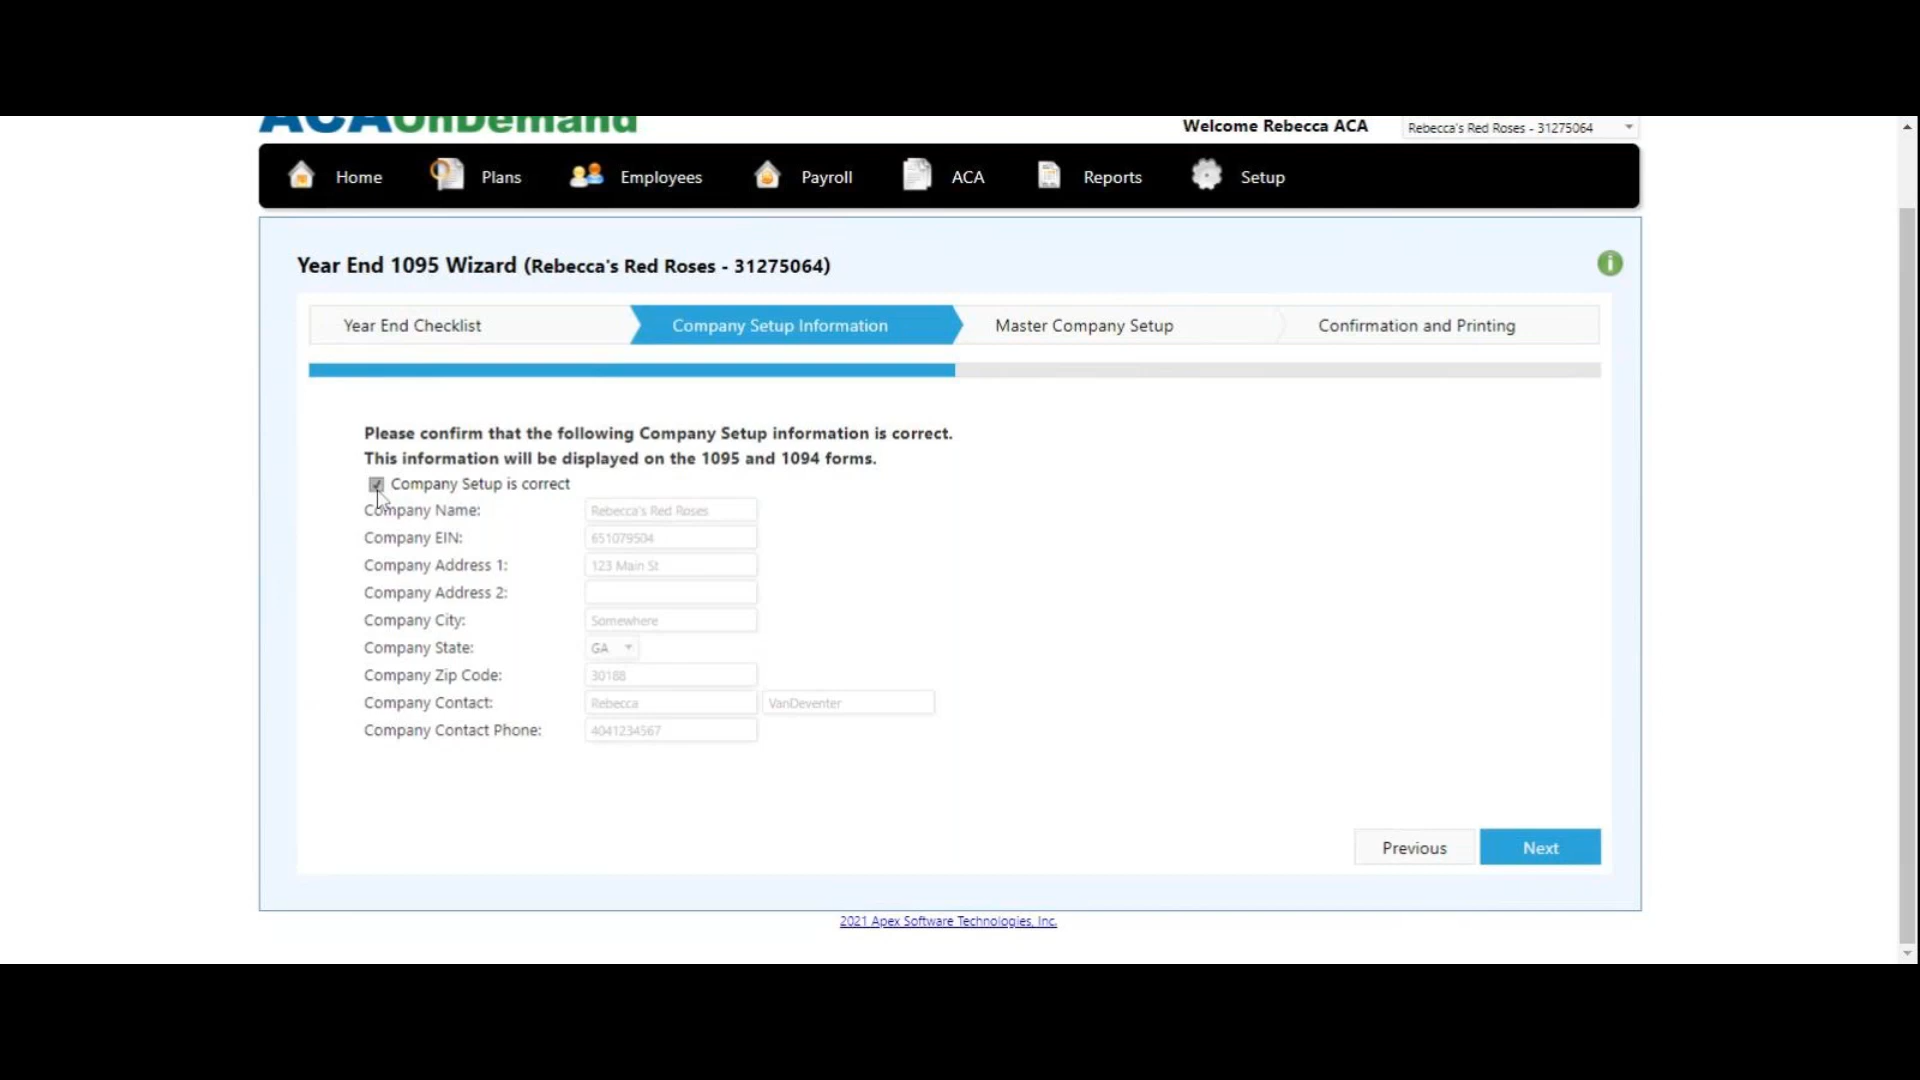 ACAOnDemand
Welcome Rebecca ACA Rebecca's Red Roses - 31275064
Home Plans Employees Payroll ACA Reports Setup
Year End 1095 Wizard (Rebecca's Red Roses - 31275064)
Year End Checklist Company Setup Information Master Company Setup Confirmation and Printing
Please confirm that the following Company Setup information is correct.
This information will be displayed on the 1095 and 1094 forms.
Company Setup is correct
Company Name: Rebecca's Red Roses
Company EIN: 651079504
Company Address 1: 123 Main St
Company Address 2:
Company City: Somewhere
Company State: GA
Company Zip Code: 30188
Company Contact: Rebecca VanDeventer
Company Contact Phone: 4041234567
Previous Next
2021 Apex Software Technologies, Inc.